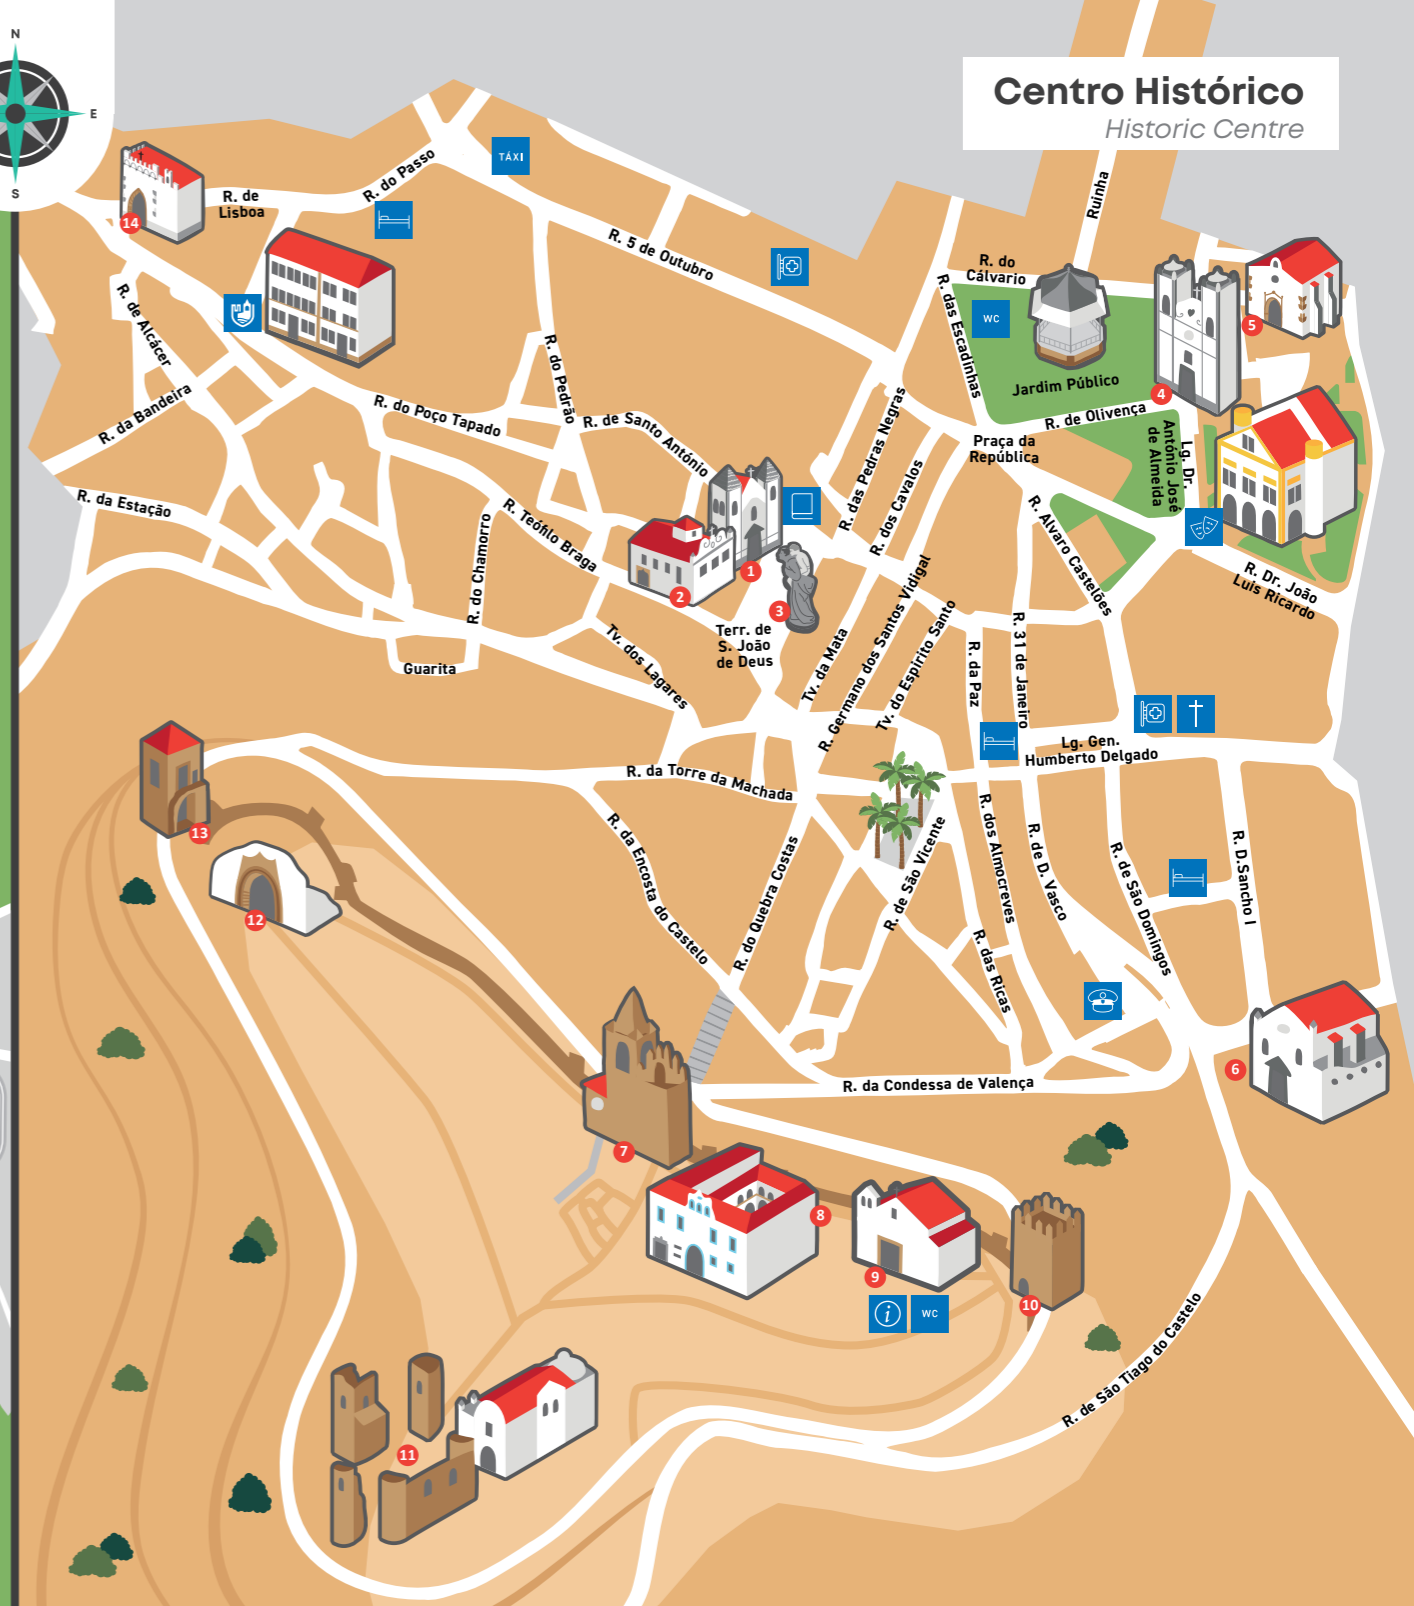 N
E
S
Centro Histórico
Historic Centre
TÁXI
Ruinha
R. do Passo
R. de
Lisboa
14
R. 5 de Outubro
R. do
Cálvario
R. das Escadinhas
WC
5
Jardim Público
4
R. de Olivença
Praça da
República
Lg. Dr.
António José
de Almeida
R. de Alcácer
R. da Bandeira
R. do Poço Tapado
R. do Pedrão
R. de Santo António
R. das Pedras Negras
R. dos Cavalos
R. da Estação
R. Teófilo Braga
R. do Chamorro
R. Alvaro Castelões
R. Dr. João
Luis Ricardo
1
2
3
Terr. de
S. João
de Deus
Guarita
Tv. dos Lagares
Tv. da Mata
R. Germano dos Santos Vidigal
Tv. do Espirito Santo
R. da Paz
R. 31 de Janeiro
Lg. Gen.
Humberto Delgado
R. da Torre da Machada
13
12
R. da Encosta do Castelo
R. do Quebra Costas
R. de São Vicente
R. dos Almocreves
R. de D. Vasco
R. de São Domingos
R. D.Sancho I
R. das Ricas
6
R. da Condessa de Valença
7
8
9
10
i
WC
R. de São Tiago do Castelo
11